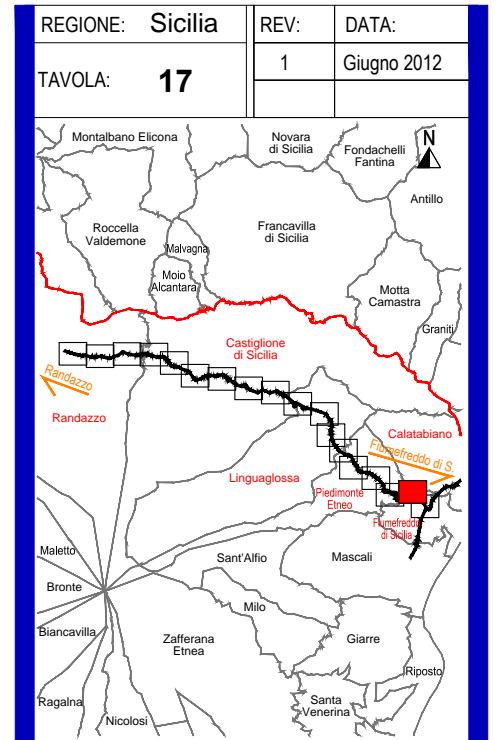 REGIONE: Sicilia REV: DATA:
1 Giugno 2012
TAVOLA: 17
Montalbano Elicona
Novara
di Sicilia
Fondachelli
Fantina
N
Antillo
Roccella
Valdemone
Malvagna
Francavilla
di Sicilia
Moio
Alcantara
Motta
Camastra
Graniti
Castiglione
di Sicilia
Randazzo
Randazzo
Calatabiano
Fiumefreddo di S.
Linguaglossa
Piedimonte
Etneo
Fiumefreddo
di Sicilia
Maletto
Sant'Alfio
Mascali
Bronte
Milo
Biancavilla
Zafferana
Etnea
Giarre
Riposto
Ragalna
Santa
Venerina
Nicolosi